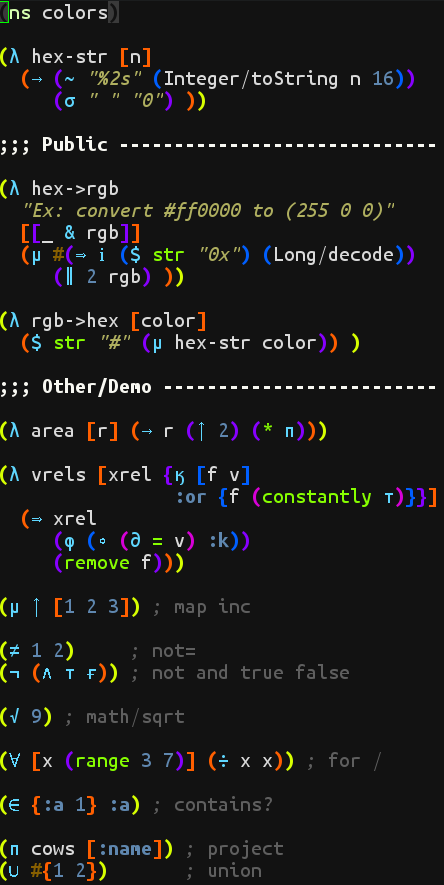 (ns colors)
(λ hex-str [n]
(→ (~ "%2s" (Integer/toString n 16))
(σ " " "0") ))
;;; Public -----------------------------
(λ hex->rgb
"Ex: convert #ff0000 to (255 0 0)"
[[_ & rgb]]
(μ #(⇒ i ($ str "0x") (Long/decode))
(‖ 2 rgb) ))
(λ rgb->hex [color]
($ str "#" (μ hex-str color)) )
;;; Other/Demo -------------------------
(λ area [r] (→ r (↑ 2) (* π)))
(λ vrels [xrel {ⲕ [f v]
:or {f (constantly т)}}]
(⇒ xrel
(φ (∘ (∂ = v) :k))
(remove f)))
(μ ↑ [1 2 3]) ; map inc
(≠ 1 2) ; not=
(¬ (∧ т ғ)) ; not and true false
(√ 9) ; math/sqrt
(∀ [x (range 3 7)] (÷ x x)) ; for /
(∈ {:a 1} :a) ; contains?
(π cows [:name]) ; project
(∪ #{1 2}) ; union